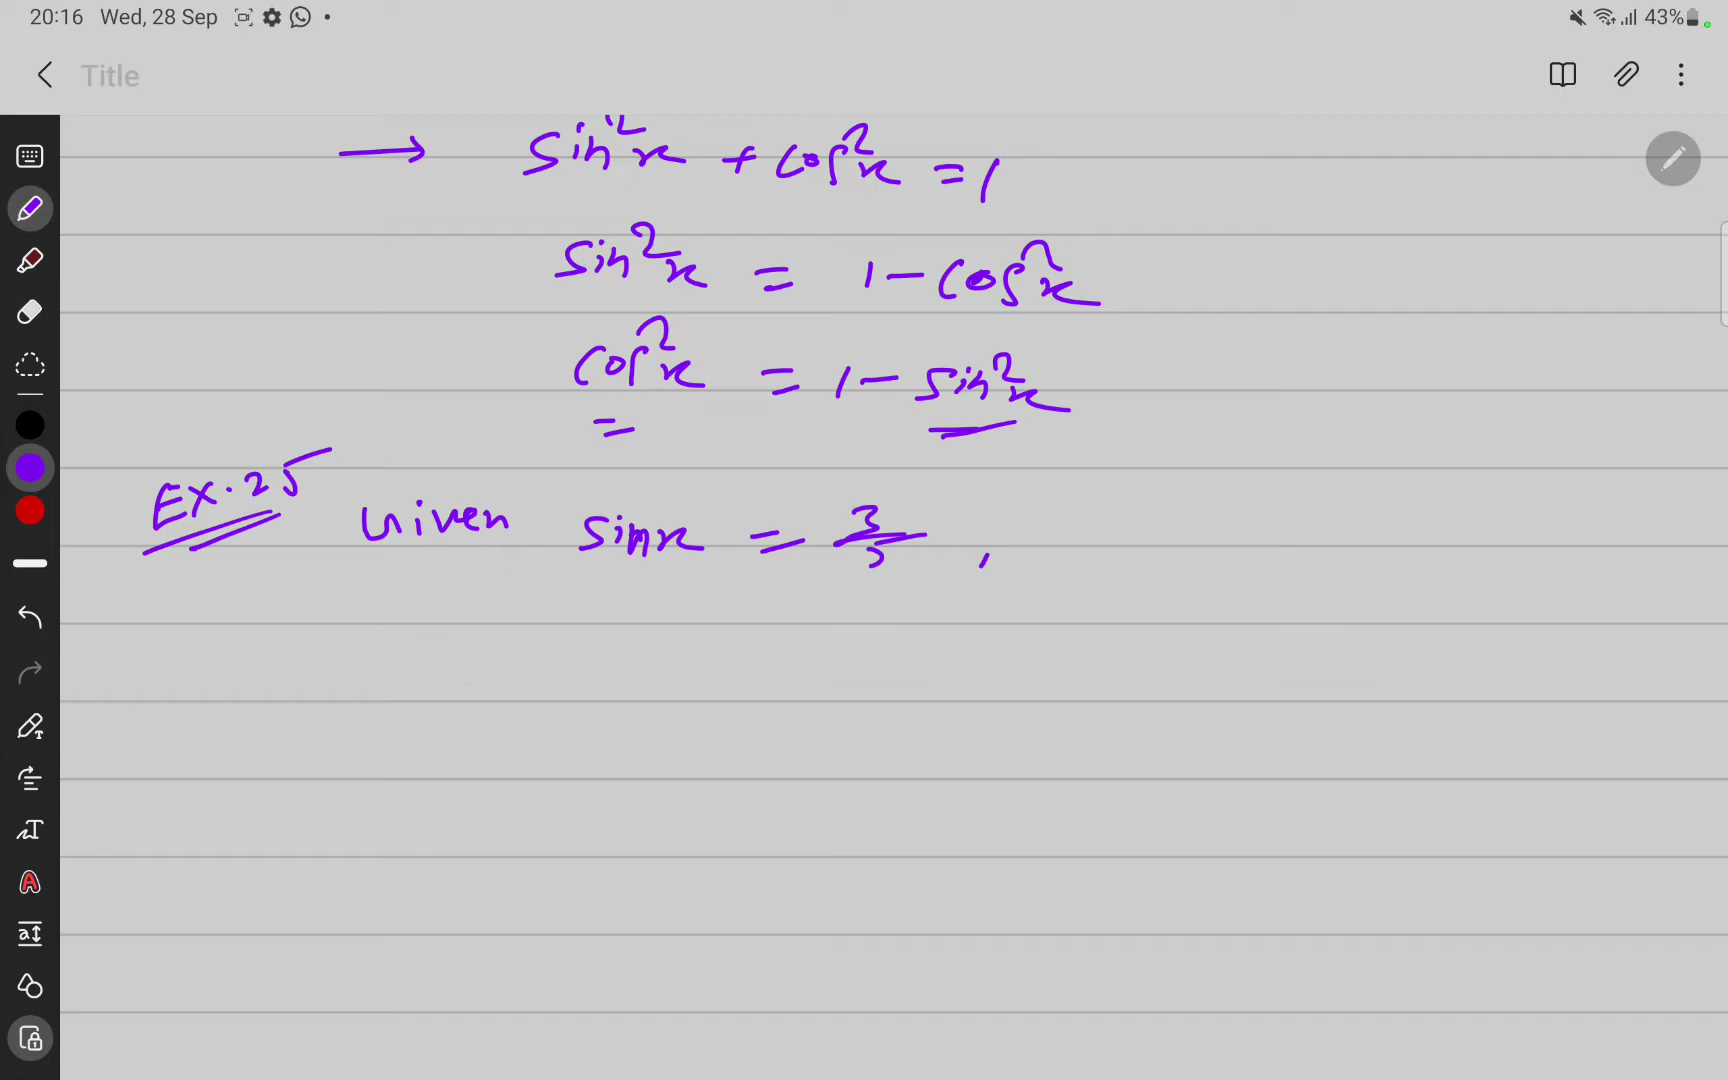 20:16 Wed, 28 Sep 43%
Title
→ sin²x + cos²x = 1
sin²x = 1 - cos²x
cos²x = 1 - sin²x
Ex. 25 Given sinx = 3/5 ,